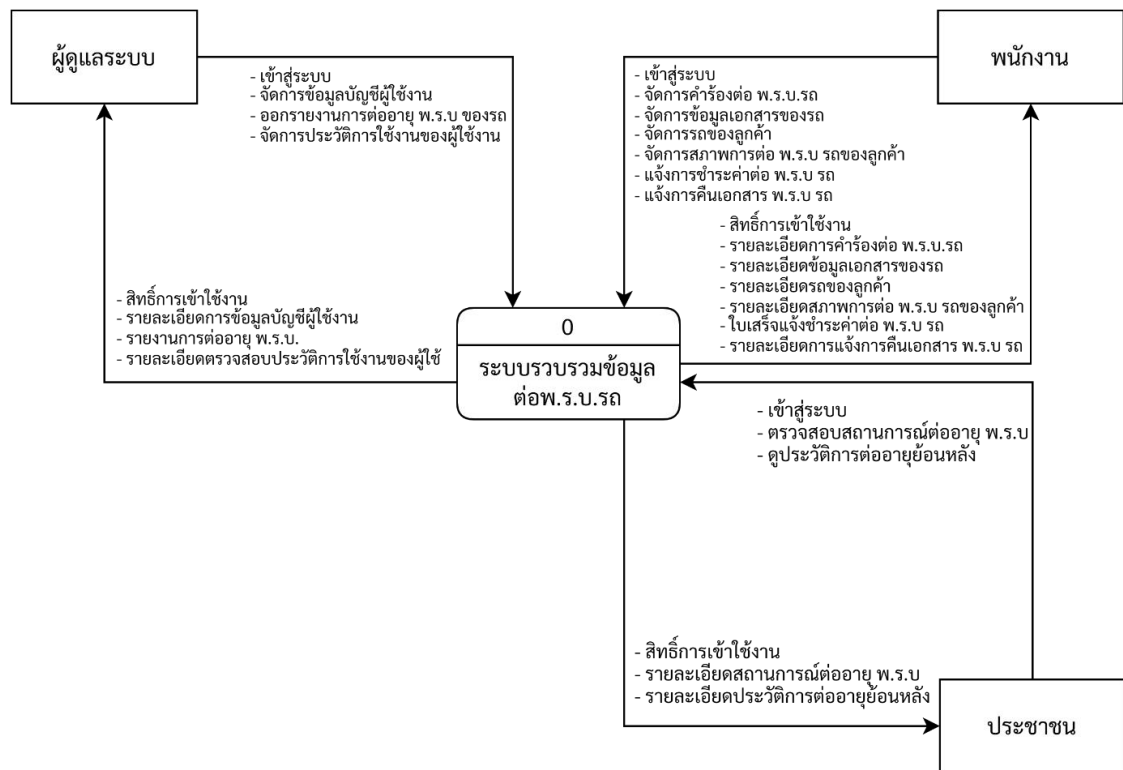 ผู้ดูแลระบบ
- เข้าสู่ระบบ
- จัดการข้อมูลบัญชีผู้ใช้งาน
- ออกรายงานการต่ออายุ พ.ร.บ ของรถ
- จัดการประวัติการใช้งานของผู้ใช้งาน
พนักงาน
- เข้าสู่ระบบ
- จัดการคำร้องต่อ พ.ร.บ.รถ
- จัดการข้อมูลเอกสารของรถ
- จัดการรถของลูกค้า
- จัดการสภาพการต่อ พ.ร.บ รถของลูกค้า
- แจ้งการชำระค่าต่อ พ.ร.บ รถ
- แจ้งการคืนเอกสาร พ.ร.บ รถ
- สิทธิ์การเข้าใช้งาน
- รายละเอียดการคำร้องต่อ พ.ร.บ.รถ
- รายละเอียดข้อมูลเอกสารของรถ
- รายละเอียดรถของลูกค้า
- รายละเอียดสภาพการต่อ พ.ร.บ รถของลูกค้า
- ใบเสร็จแจ้งชำระค่าต่อ พ.ร.บ รถ
- รายละเอียดการแจ้งการคืนเอกสาร พ.ร.บ รถ
- สิทธิ์การเข้าใช้งาน
- รายละเอียดการข้อมูลบัญชีผู้ใช้งาน
- รายงานการต่ออายุ พ.ร.บ.
- รายละเอียดตรวจสอบประวัติการใช้งานของผู้ใช้
0
ระบบรวบรวมข้อมูล
ต่อพ.ร.บ.รถ
- เข้าสู่ระบบ
- ตรวจสอบสถานการณ์ต่ออายุ พ.ร.บ
- ดูประวัติการต่ออายุย้อนหลัง
- สิทธิ์การเข้าใช้งาน
- รายละเอียดสถานการณ์ต่ออายุ พ.ร.บ
- รายละเอียดประวัติการต่ออายุย้อนหลัง
ประชาชน